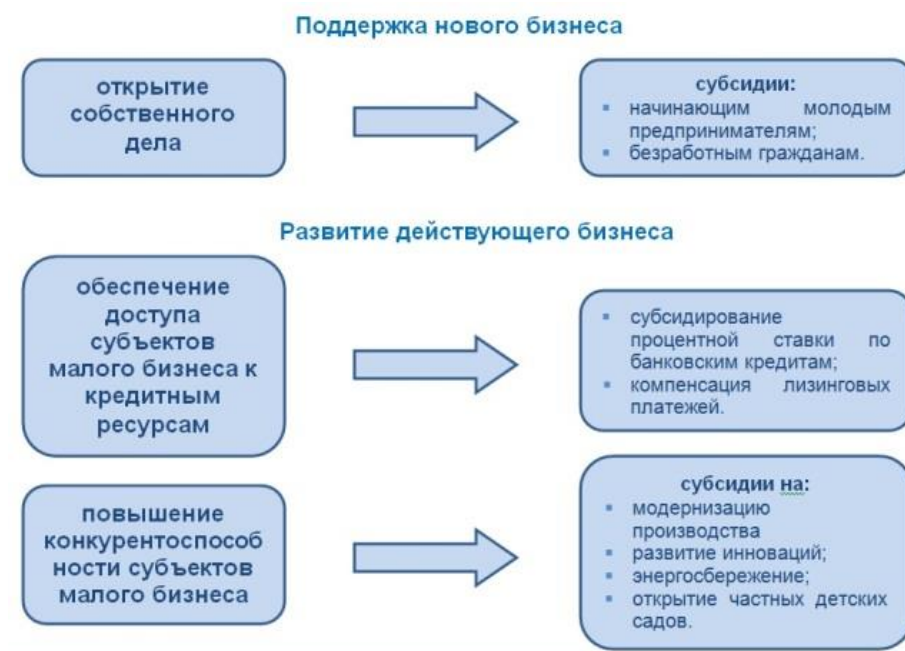 Поддержка нового бизнеса
открытие
собственного
дела
субсидии:
▪ начинающим молодым
предпринимателям;
▪ безработным гражданам.
Развитие действующего бизнеса
обеспечение
доступа
субъектов
малого бизнеса к
кредитным
ресурсам
▪ субсидирование
процентной ставки по
банковским кредитам;
▪ компенсация лизинговых
платежей.
повышение
конкурентоспособ
ности субъектов
малого бизнеса
субсидии на:
▪ модернизацию
производства
▪ развитие инноваций;
▪ энергосбережение;
▪ открытие частных детских
садов.